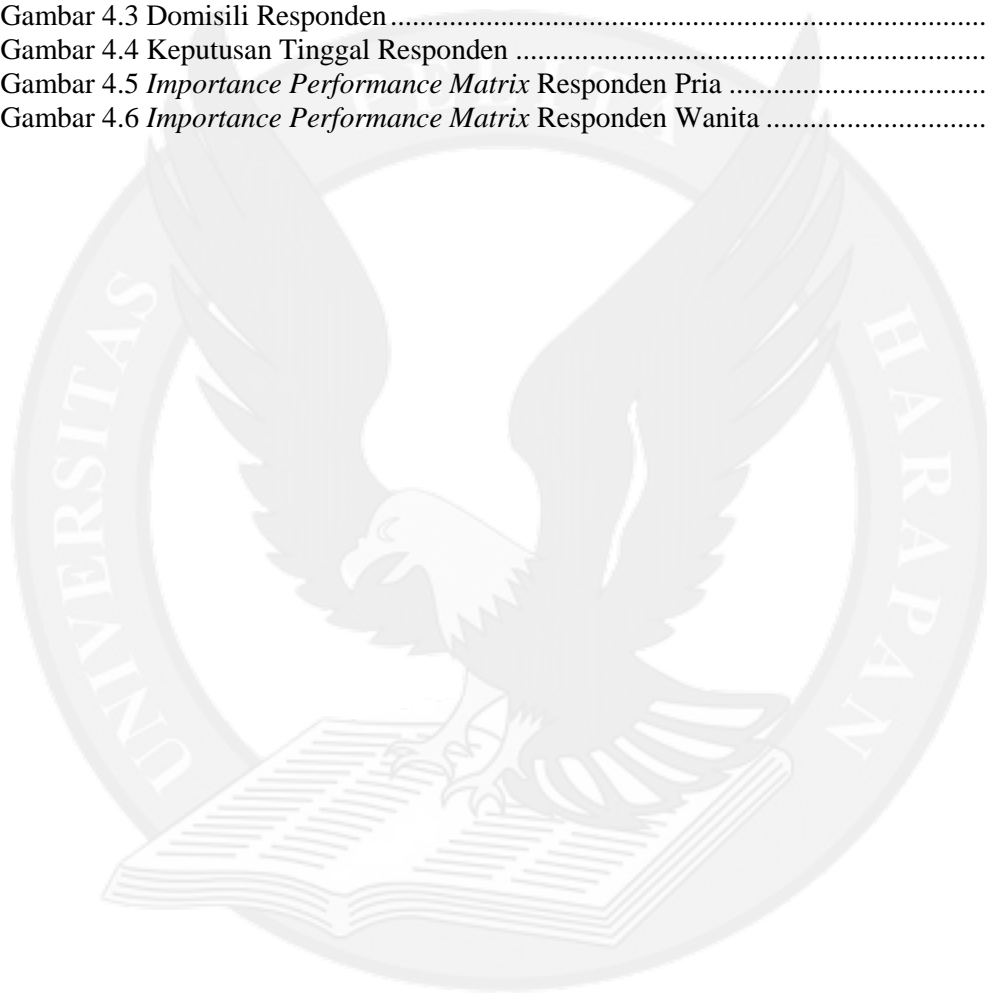 Gambar 4.3 Domisili Responden..................................................................................
Gambar 4.4 Keputusan Tinggal Responden ................................................................
Gambar 4.5 Importance Performance Matrix Responden Pria ...................................
Gambar 4.6 Importance Performance Matrix Responden Wanita ..............................
UNIVERSITAS
PELITA
HARAPAN